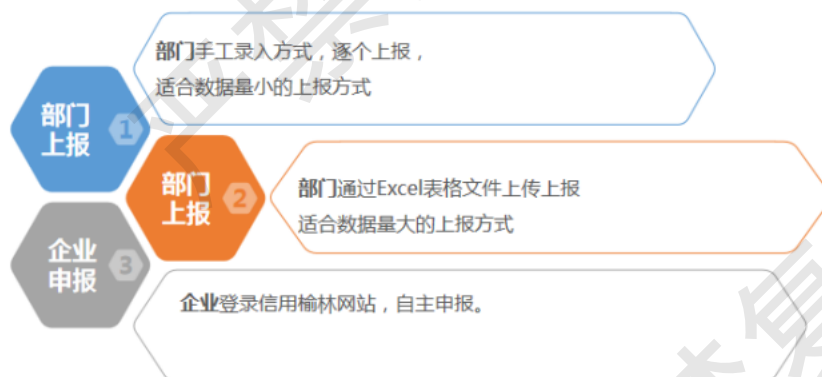 部门手工录入方式，逐个上报，
适合数据量小的上报方式
部门
上报
1
部门
上报
2
部门通过Excel表格文件上传上报
适合数据量大的上报方式
企业
申报
3
企业登录信用榆林网站，自主申报。